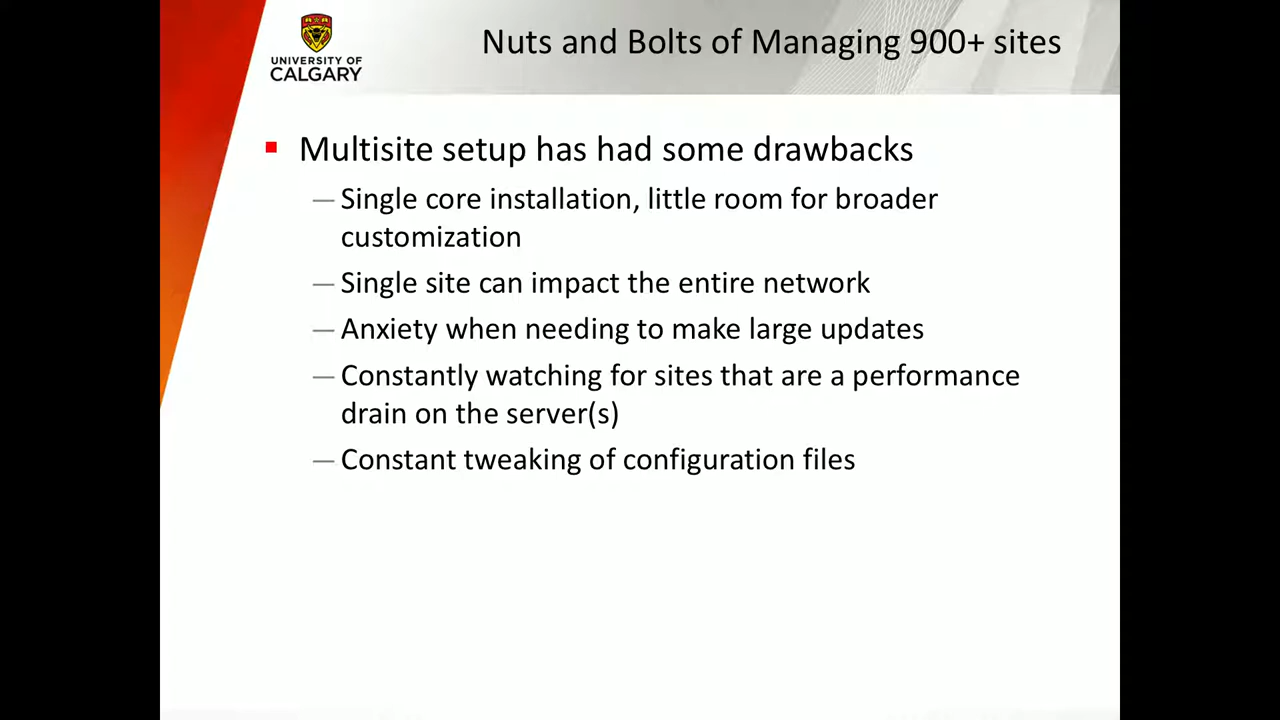 UNIVERSITY OF
CALGARY
Nuts and Bolts of Managing 900+ sites
Multisite setup has had some drawbacks
— Single core installation, little room for broader
customization
— Single site can impact the entire network
— Anxiety when needing to make large updates
— Constantly watching for sites that are a performance
drain on the server(s)
— Constant tweaking of configuration files